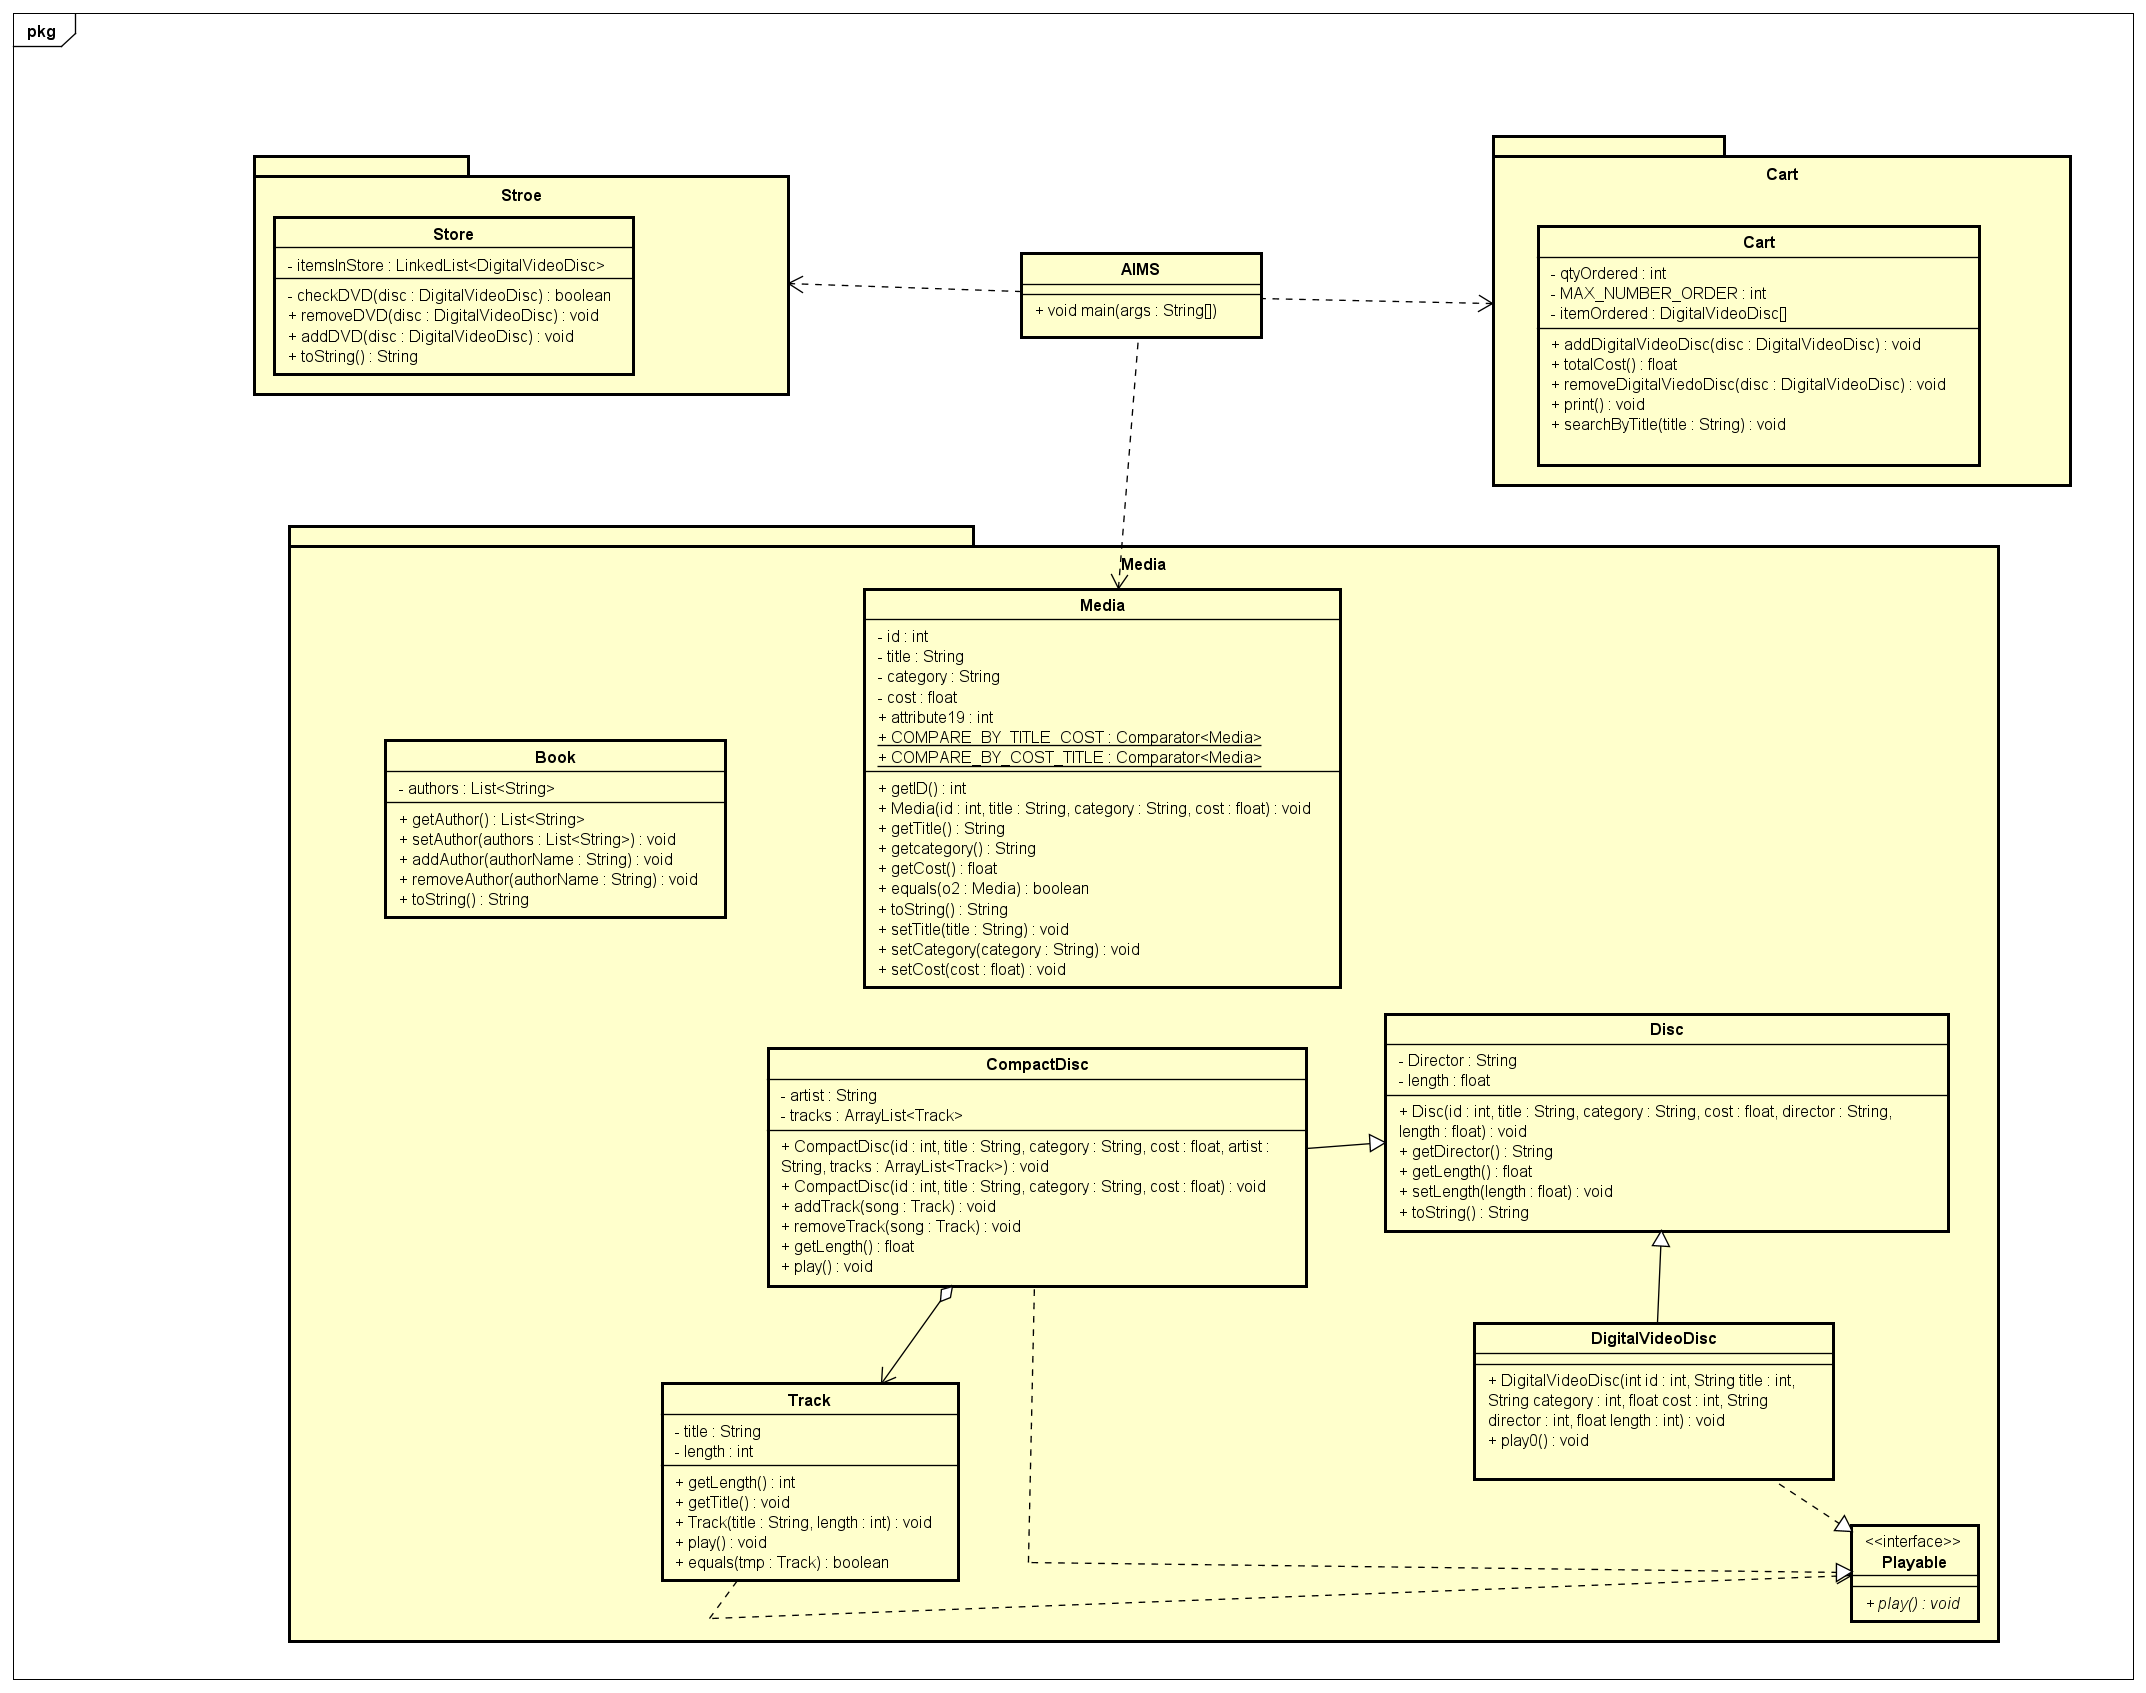 pkg
Stroe
Store
- itemsInStore : LinkedList<DigitalVideoDisc>
- checkDVD(disc : DigitalVideoDisc) : boolean
+ removeDVD(disc : DigitalVideoDisc) : void
+ addDVD(disc : DigitalVideoDisc) : void
+ toString() : String
AIMS
+ void main(args : String[])
Cart
Cart
- qtyOrdered : int
- MAX_NUMBER_ORDER : int
- itemOrdered : DigitalVideoDisc[]
+ addDigitalVideoDisc(disc : DigitalVideoDisc) : void
+ totalCost() : float
+ removeDigitalViedoDisc(disc : DigitalVideoDisc) : void
+ print() : void
+ searchByTitle(title : String) : void
Media
Media
- id : int
- title : String
- category : String
- cost : float
+ attribute19 : int
+ COMPARE_BY_TITLE_COST : Comparator<Media>
+ COMPARE_BY_COST_TITLE : Comparator<Media>
+ getID() : int
+ Media(id : int, title : String, category : String, cost : float) : void
+ getTitle() : String
+ getcategory() : String
+ getCost() : float
+ equals(o2 : Media) : boolean
+ toString() : String
+ setTitle(title : String) : void
+ setCategory(category : String) : void
+ setCost(cost : float) : void
Book
- authors : List<String>
+ getAuthor() : List<String>
+ setAuthor(authors : List<String>) : void
+ addAuthor(authorName : String) : void
+ removeAuthor(authorName : String) : void
+ toString() : String
Disc
- Director : String
- length : float
+ Disc(id : int, title : String, category : String, cost : float, director : String,
length : float) : void
+ getDirector() : String
+ getLength() : float
+ setLength(length : float) : void
+ toString() : String
CompactDisc
- artist : String
- tracks : ArrayList<Track>
+ CompactDisc(id : int, title : String, category : String, cost : float, artist :
String, tracks : ArrayList<Track>) : void
+ CompactDisc(id : int, title : String, category : String, cost : float) : void
+ addTrack(song : Track) : void
+ removeTrack(song : Track) : void
+ getLength() : float
+ play() : void
DigitalVideoDisc
+ DigitalVideoDisc(int id : int, String title : int,
String category : int, float cost : int, String
director : int, float length : int) : void
+ play0() : void
Track
- title : String
- length : int
+ getLength() : int
+ getTitle() : void
+ Track(title : String, length : int) : void
+ play() : void
+ equals(tmp : Track) : boolean
<<interface>>
Playable
+ play() : void